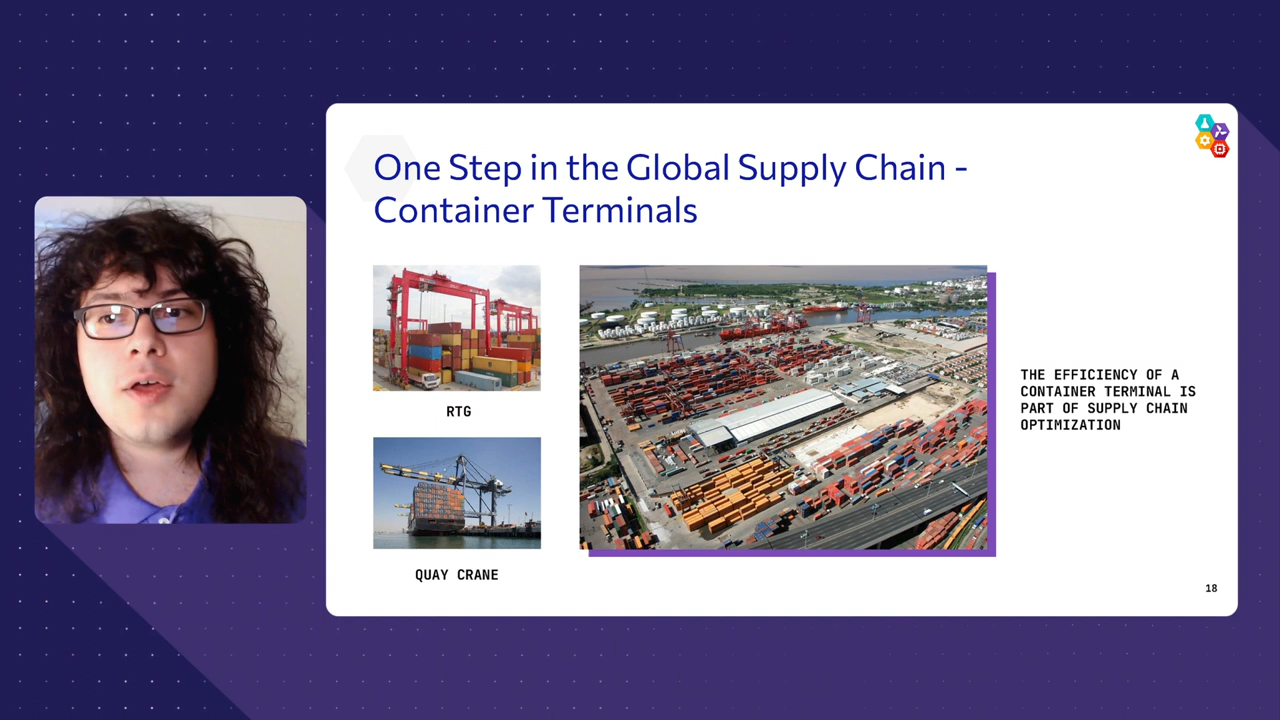 One Step in the Global Supply Chain -
Container Terminals
RTG
QUAY CRANE
THE EFFICIENCY OF A
CONTAINER TERMINAL IS
PART OF SUPPLY CHAIN
OPTIMIZATION
18